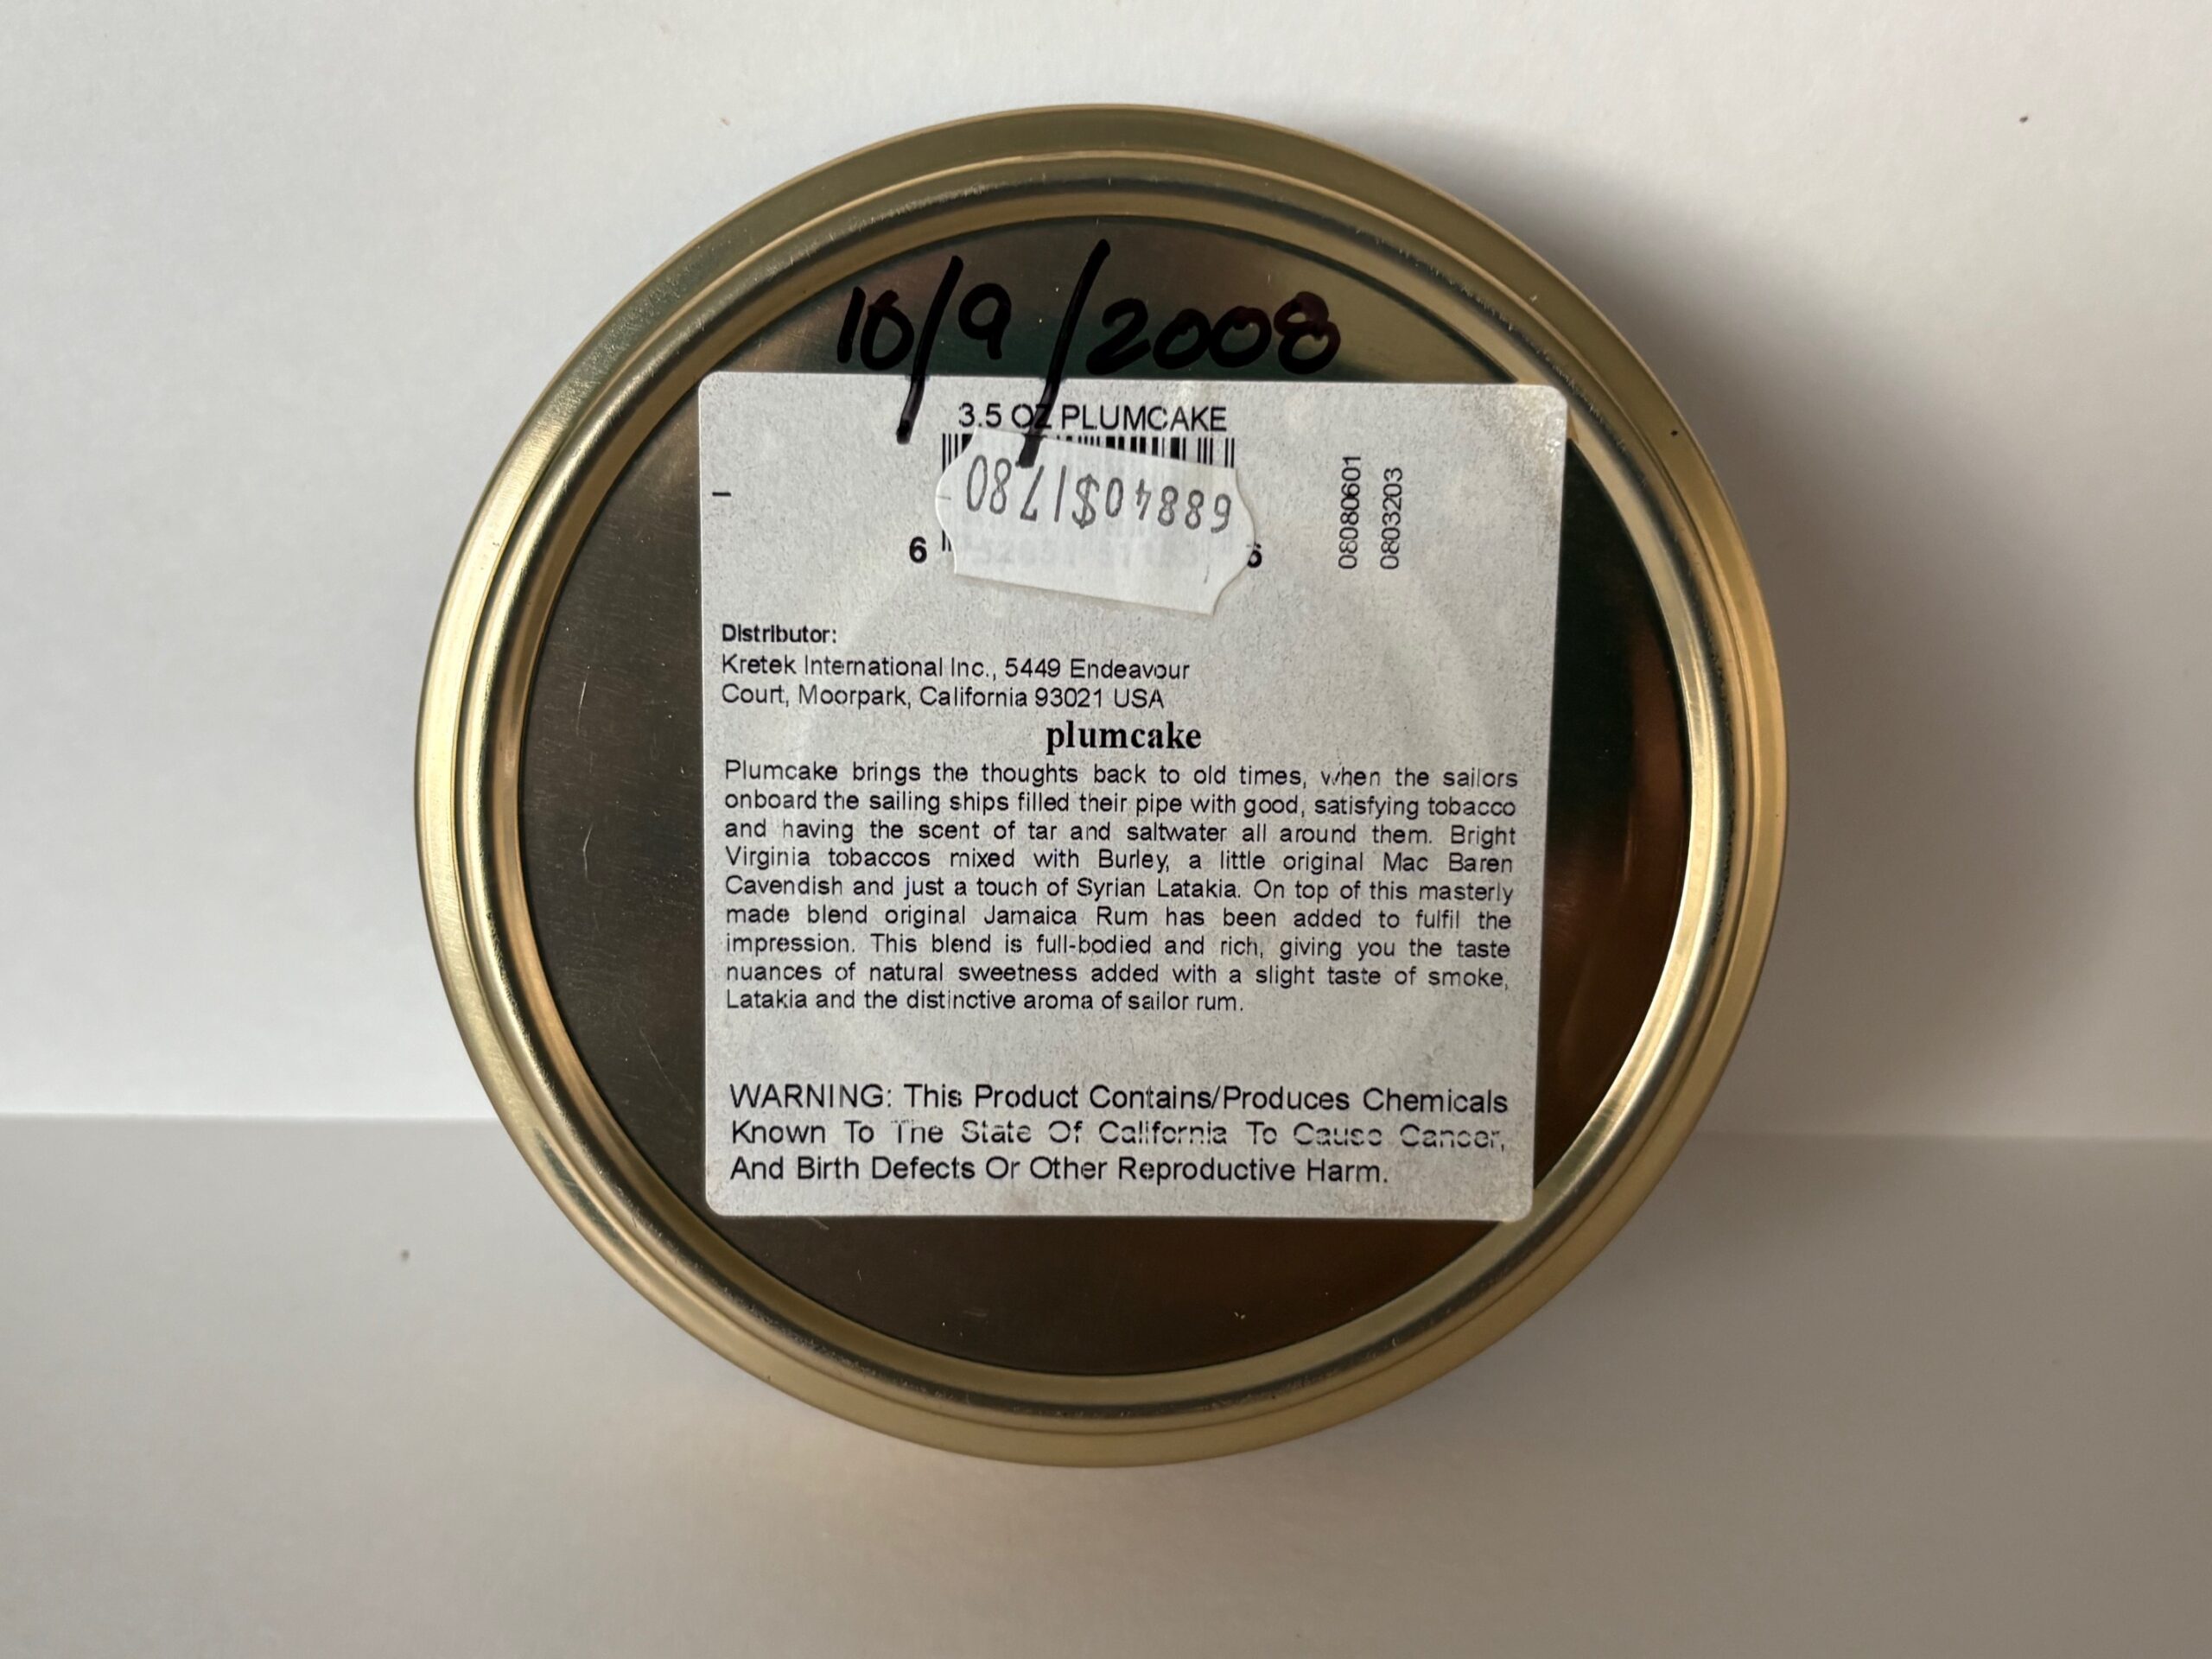 10/9/2008
3.5 OZ PLUMCAKE
68840$1780
6 6
08080601
0803203
Distributor:
Kretek International Inc., 5449 Endeavour
Court, Moorpark, California 93021 USA
plumcake
Plumcake brings the thoughts back to old times, when the sailors
onboard the sailing ships filled their pipe with good, satisfying tobacco
and having the scent of tar and saltwater all around them. Bright
Virginia tobaccos mixed with Burley, a little original Mac Baren
Cavendish and just a touch of Syrian Latakia. On top of this masterly
made blend original Jamaica Rum has been added to fulfil the
impression. This blend is full-bodied and rich, giving you the taste
nuances of natural sweetness added with a slight taste of smoke,
Latakia and the distinctive aroma of sailor rum.
WARNING: This Product Contains/Produces Chemicals
Known To The State Of California To Cause Cancer,
And Birth Defects Or Other Reproductive Harm.